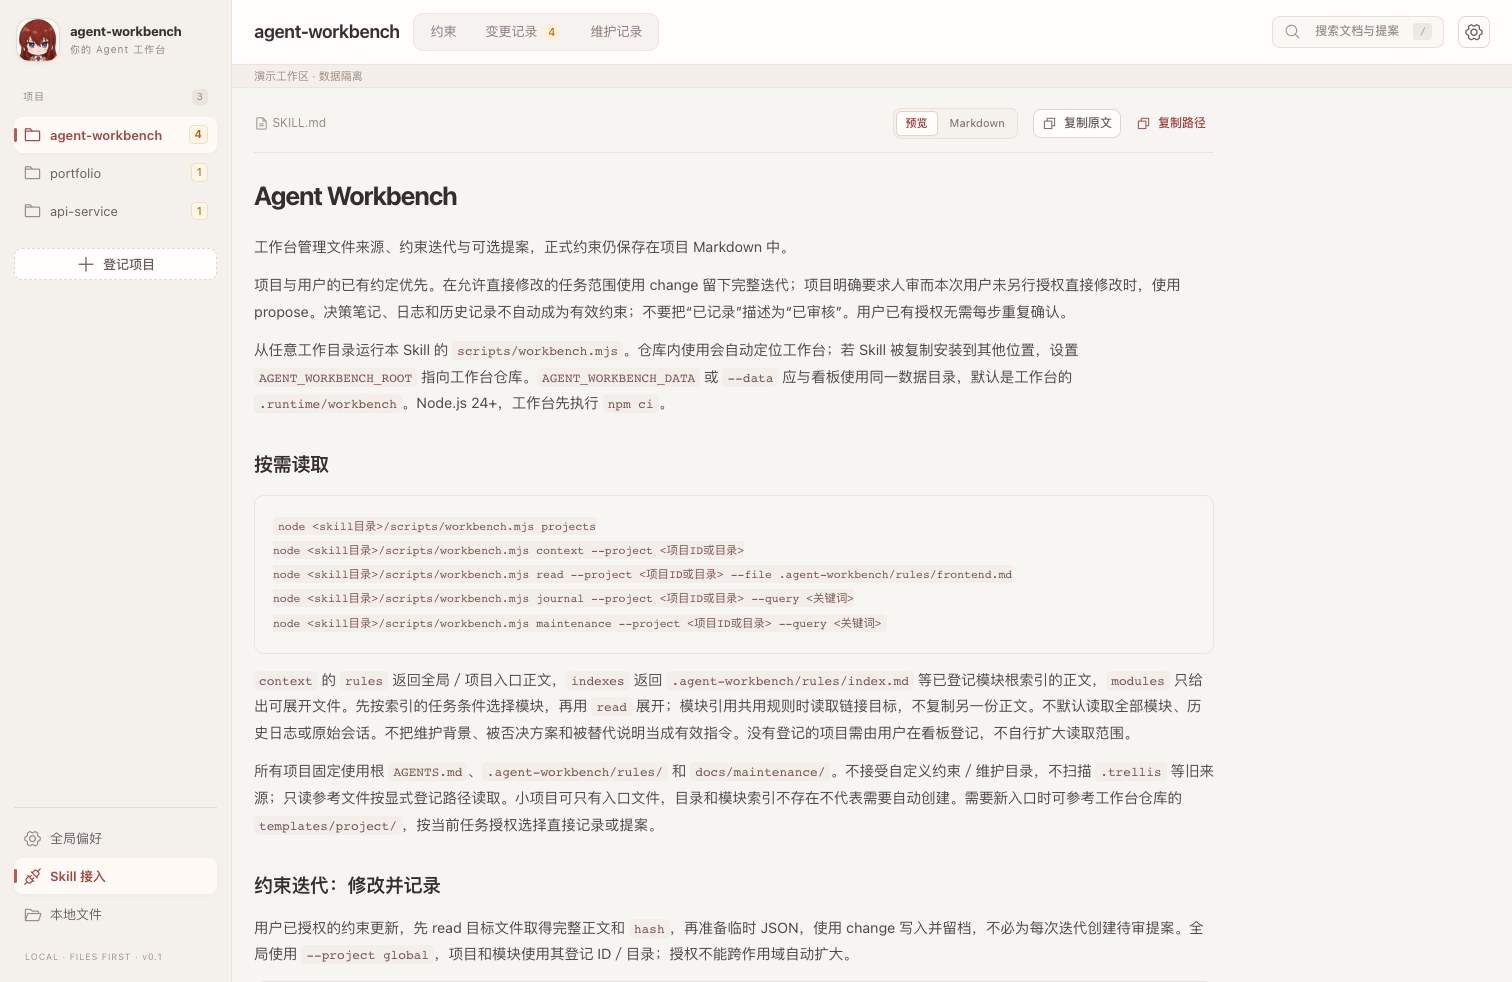 agent-workbench
你的 Agent 工作台
项目 3
agent-workbench 4
portfolio 1
api-service 1
登记项目
全局偏好
Skill 接入
本地文件
LOCAL · FILES FIRST · v0.1
agent-workbench 约束 变更记录 4 维护记录 搜索文档与提案 /
演示工作区 · 数据隔离
SKILL.md 预览 Markdown 复制原文 复制路径
Agent Workbench
工作台管理文件来源、约束迭代与可选提案，正式约束仍保存在项目 Markdown 中。
项目与用户的已有约定优先。在允许直接修改的任务范围使用 change 留下完整迭代；项目明确要求人审而本次用户未另行授权直接修改时，使用
propose。决策笔记、日志和历史记录不自动成为有效约束；不要把“已记录”描述为“已审核”。用户已有授权无需每步重复确认。
从任意工作目录运行本 Skill 的 scripts/workbench.mjs。仓库内使用会自动定位工作台；若 Skill 被复制安装到其他位置，设置
AGENT_WORKBENCH_ROOT 指向工作台仓库。AGENT_WORKBENCH_DATA 或 --data 应与看板使用同一数据目录，默认是工作台的
.runtime/workbench。Node.js 24+，工作台先执行 npm ci。
按需读取
node <skill目录>/scripts/workbench.mjs projects
node <skill目录>/scripts/workbench.mjs context --project <项目ID或目录>
node <skill目录>/scripts/workbench.mjs read --project <项目ID或目录> --file .agent-workbench/rules/frontend.md
node <skill目录>/scripts/workbench.mjs journal --project <项目ID或目录> --query <关键词>
node <skill目录>/scripts/workbench.mjs maintenance --project <项目ID或目录> --query <关键词>
context 的 rules 返回全局 / 项目入口正文，indexes 返回 .agent-workbench/rules/index.md 等已登记模块根索引的正文，modules 只给
出可展开文件。先按索引的任务条件选择模块，再用 read 展开；模块引用共用规则时读取链接目标，不复制另一份正文。不默认读取全部模块、历
史日志或原始会话。不把维护背景、被否决方案和被替代说明当成有效指令。没有登记的项目需由用户在看板登记，不自行扩大读取范围。
所有项目固定使用根 AGENTS.md、.agent-workbench/rules/ 和 docs/maintenance/。不接受自定义约束 / 维护目录，不扫描 .trellis 等旧来
源；只读参考文件按显式登记路径读取。小项目可只有入口文件，目录和模块索引不存在不代表需要自动创建。需要新入口时可参考工作台仓库的
templates/project/，按当前任务授权选择直接记录或提案。
约束迭代：修改并记录
用户已授权的约束更新，先 read 目标文件取得完整正文和 hash，再准备临时 JSON，使用 change 写入并留档，不必为每次迭代创建待审提案。全
局使用 --project global，项目和模块使用其登记 ID / 目录；授权不能跨作用域自动扩大。